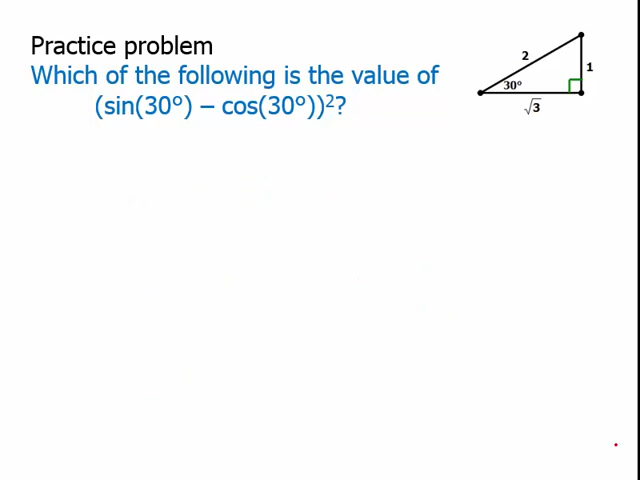 Practice problem
Which of the following is the value of
(sin(30°) – cos(30°))²?
2
1
30°
√3